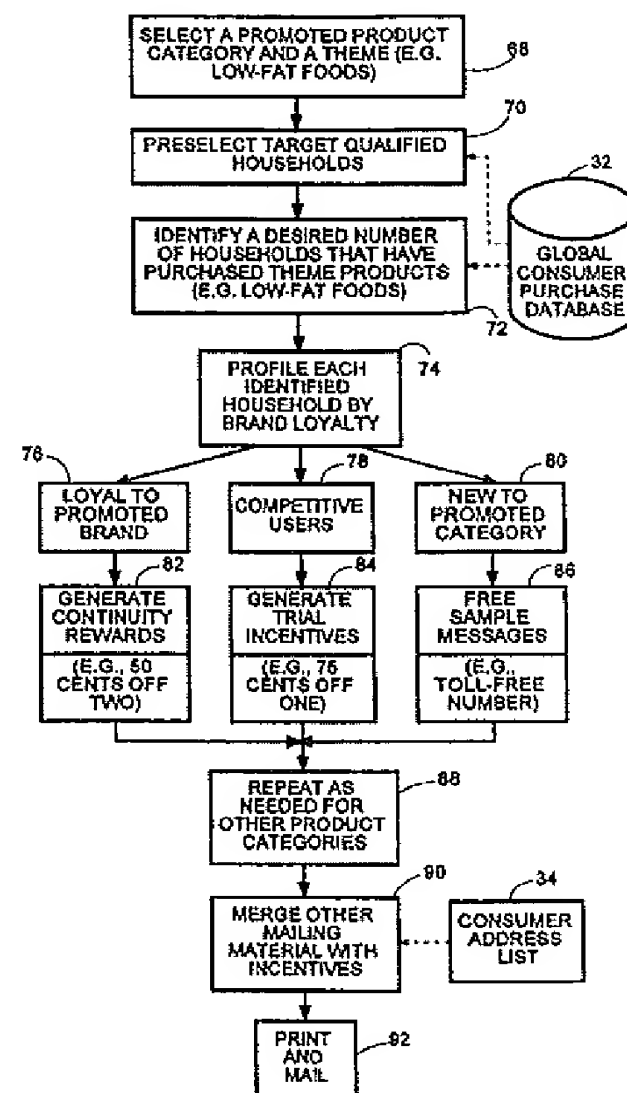 SELECT A PROMOTED PRODUCT
CATEGORY AND A THEME (E.G.
LOW-FAT FOODS)
68
70
PRESELECT TARGET QUALIFIED
HOUSEHOLDS
32
IDENTIFY A DESIRED NUMBER
OF HOUSEHOLDS THAT HAVE
PURCHASED THEME PRODUCTS
(E.G. LOW-FAT FOODS)
GLOBAL
CONSUMER
PURCHASE
DATABASE
72
74
PROFILE EACH
IDENTIFIED
HOUSEHOLD BY
BRAND LOYALTY
76
78
80
LOYAL TO
PROMOTED
BRAND
COMPETITIVE
USERS
NEW TO
PROMOTED
CATEGORY
82
84
86
GENERATE
CONTINUITY
REWARDS
(E.G., 50
CENTS OFF
TWO)
GENERATE
TRIAL
INCENTIVES
(E.G., 75
CENTS OFF
ONE)
FREE
SAMPLE
MESSAGES
(E.G.,
TOLL-FREE
NUMBER)
88
REPEAT AS
NEEDED FOR
OTHER PRODUCT
CATEGORIES
90
34
MERGE OTHER
MAILING
MATERIAL WITH
INCENTIVES
CONSUMER
ADDRESS
LIST
PRINT
AND
MAIL
92